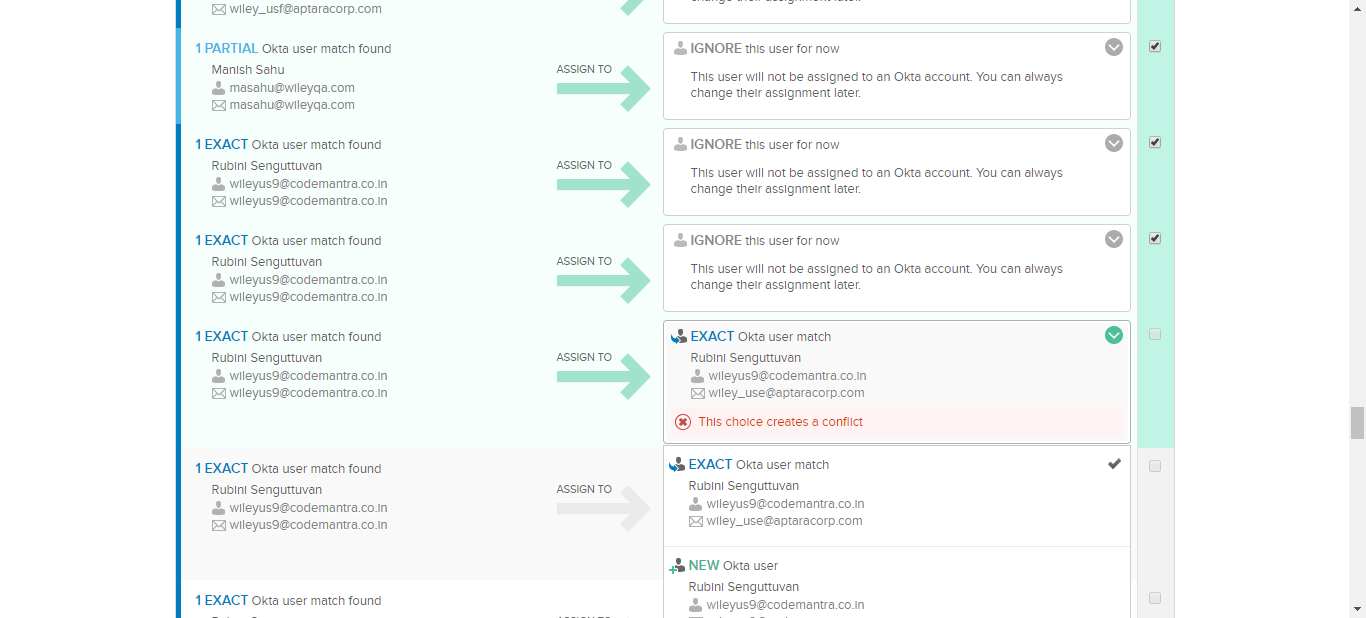 wiley_usf@aptaracorp.com
change their assignment later.
1 PARTIAL Okta user match found
Manish Sahu
masahu@wileyqa.com
masahu@wileyqa.com
ASSIGN TO
IGNORE this user for now
This user will not be assigned to an Okta account. You can always
change their assignment later.
1 EXACT Okta user match found
Rubini Senguttuvan
wileyus9@codemantra.co.in
wileyus9@codemantra.co.in
ASSIGN TO
IGNORE this user for now
This user will not be assigned to an Okta account. You can always
change their assignment later.
1 EXACT Okta user match found
Rubini Senguttuvan
wileyus9@codemantra.co.in
wileyus9@codemantra.co.in
ASSIGN TO
IGNORE this user for now
This user will not be assigned to an Okta account. You can always
change their assignment later.
1 EXACT Okta user match found
Rubini Senguttuvan
wileyus9@codemantra.co.in
wileyus9@codemantra.co.in
ASSIGN TO
EXACT Okta user match
Rubini Senguttuvan
wileyus9@codemantra.co.in
wiley_use@aptaracorp.com
This choice creates a conflict
1 EXACT Okta user match found
Rubini Senguttuvan
wileyus9@codemantra.co.in
wileyus9@codemantra.co.in
ASSIGN TO
EXACT Okta user match
Rubini Senguttuvan
wileyus9@codemantra.co.in
wiley_use@aptaracorp.com
NEW Okta user
Rubini Senguttuvan
wileyus9@codemantra.co.in
1 EXACT Okta user match found